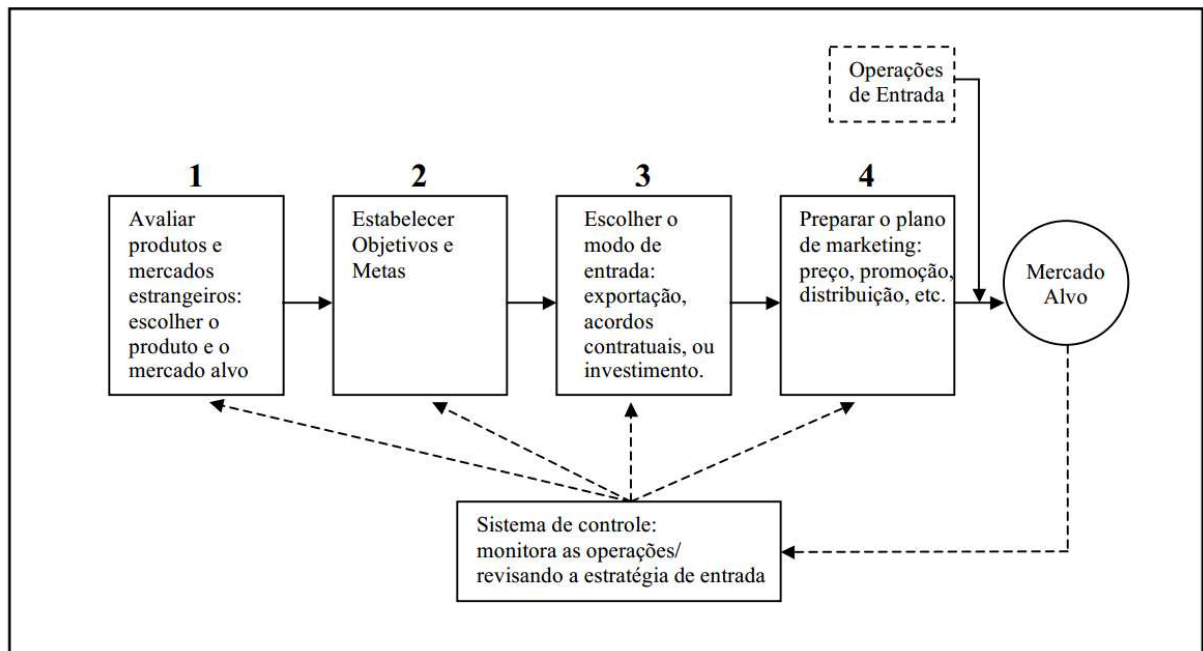 Operações
de Entrada
1
2
3
4
Avaliar
produtos e
mercados
estrangeiros:
escolher o
produto e o
mercado alvo
Estabelecer
Objetivos e
Metas
Escolher o
modo de
entrada:
exportação,
acordos
contratuais, ou
investimento.
Preparar o plano
de marketing:
preço, promoção,
distribuição, etc.
Mercado
Alvo
Sistema de controle:
monitora as operações/
revisando a estratégia de entrada